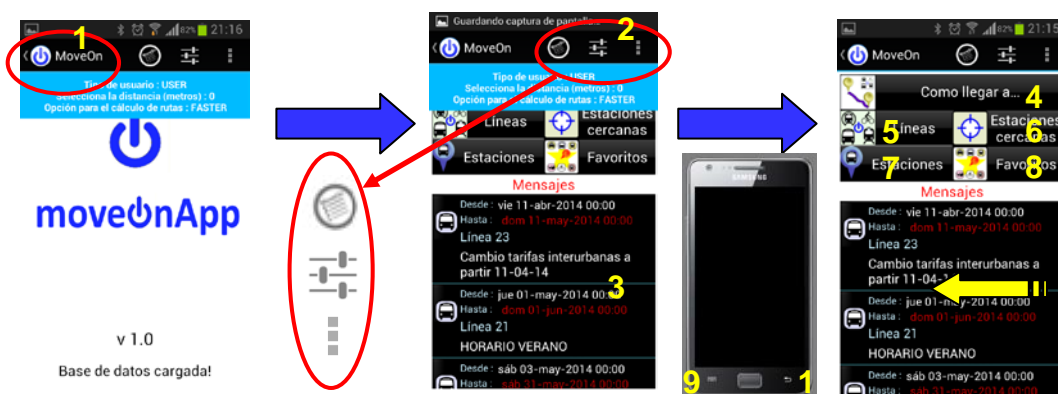 82% 21:16
1
MoveOn
Tipo de usuario : USER
Selecciona la distancia (metros) : 0
Opción para el cálculo de rutas : FASTER
moveOnApp
v 1.0
Base de datos cargada!
Guardando captura de pantalla
2
MoveOn
Tipo de usuario : USER
Selecciona la distancia (metros) : 0
Opción para el cálculo de rutas : FASTER
Líneas
Estaciones
cercanas
Estaciones
Favoritos
Mensajes
Desde : vie 11-abr-2014 00:00
Hasta : dom 11-may-2014 00:00
Línea 23
Cambio tarifas interurbanas a
partir 11-04-14
3
Desde : jue 01-may-2014 00:00
Hasta : dom 01-jun-2014 00:00
Línea 21
HORARIO VERANO
Desde : sáb 03-may-2014 00:00
Hasta : sáb 31-may-2014 00:00
SAMSUNG
9
1
82% 21:15
MoveOn
Como llegar a...
4
5
Líneas
Estaciones
cercanas
6
Estaciones
7
Favoritos
8
Mensajes
Desde : vie 11-abr-2014 00:00
Hasta : dom 11-may-2014 00:00
Línea 23
Cambio tarifas interurbanas a
partir 11-04-1
Desde : jue 01-may-2014 00:00
Hasta : dom 01-jun-2014 00:00
Línea 21
HORARIO VERANO
Desde : sáb 03-may-2014 00:00
Hasta : sáb 31-may-2014 00:00